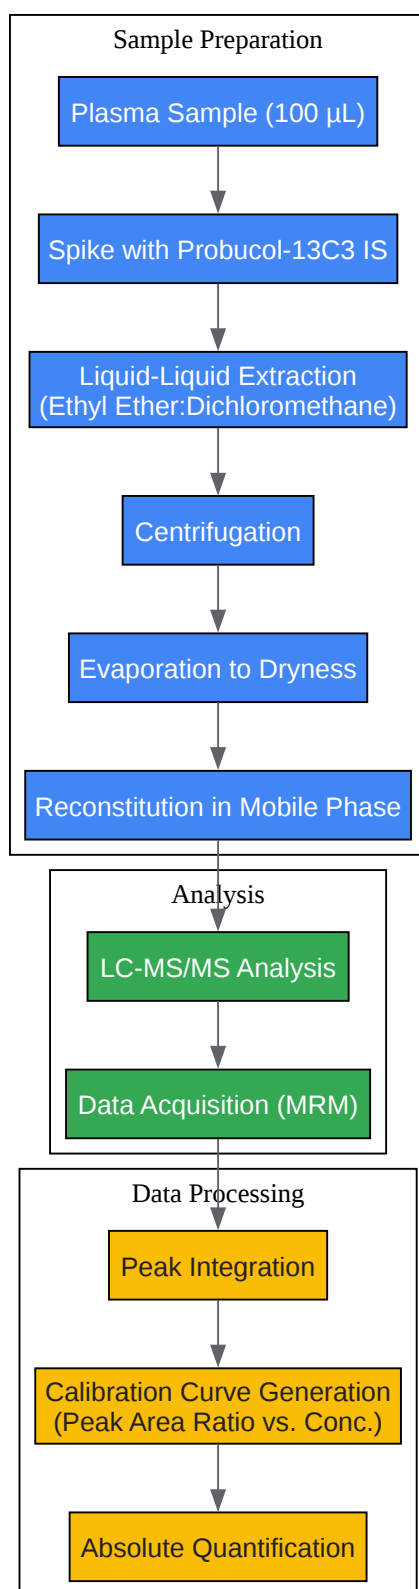 Sample Preparation
Plasma Sample (100 µL)
Spike with Probucol-13C3 IS
Liquid-Liquid Extraction
(Ethyl Ether:Dichloromethane)
Centrifugation
Evaporation to Dryness
Reconstitution in Mobile Phase
Analysis
LC-MS/MS Analysis
Data Acquisition (MRM)
Data Processing
Peak Integration
Calibration Curve Generation
(Peak Area Ratio vs. Conc.)
Absolute Quantification